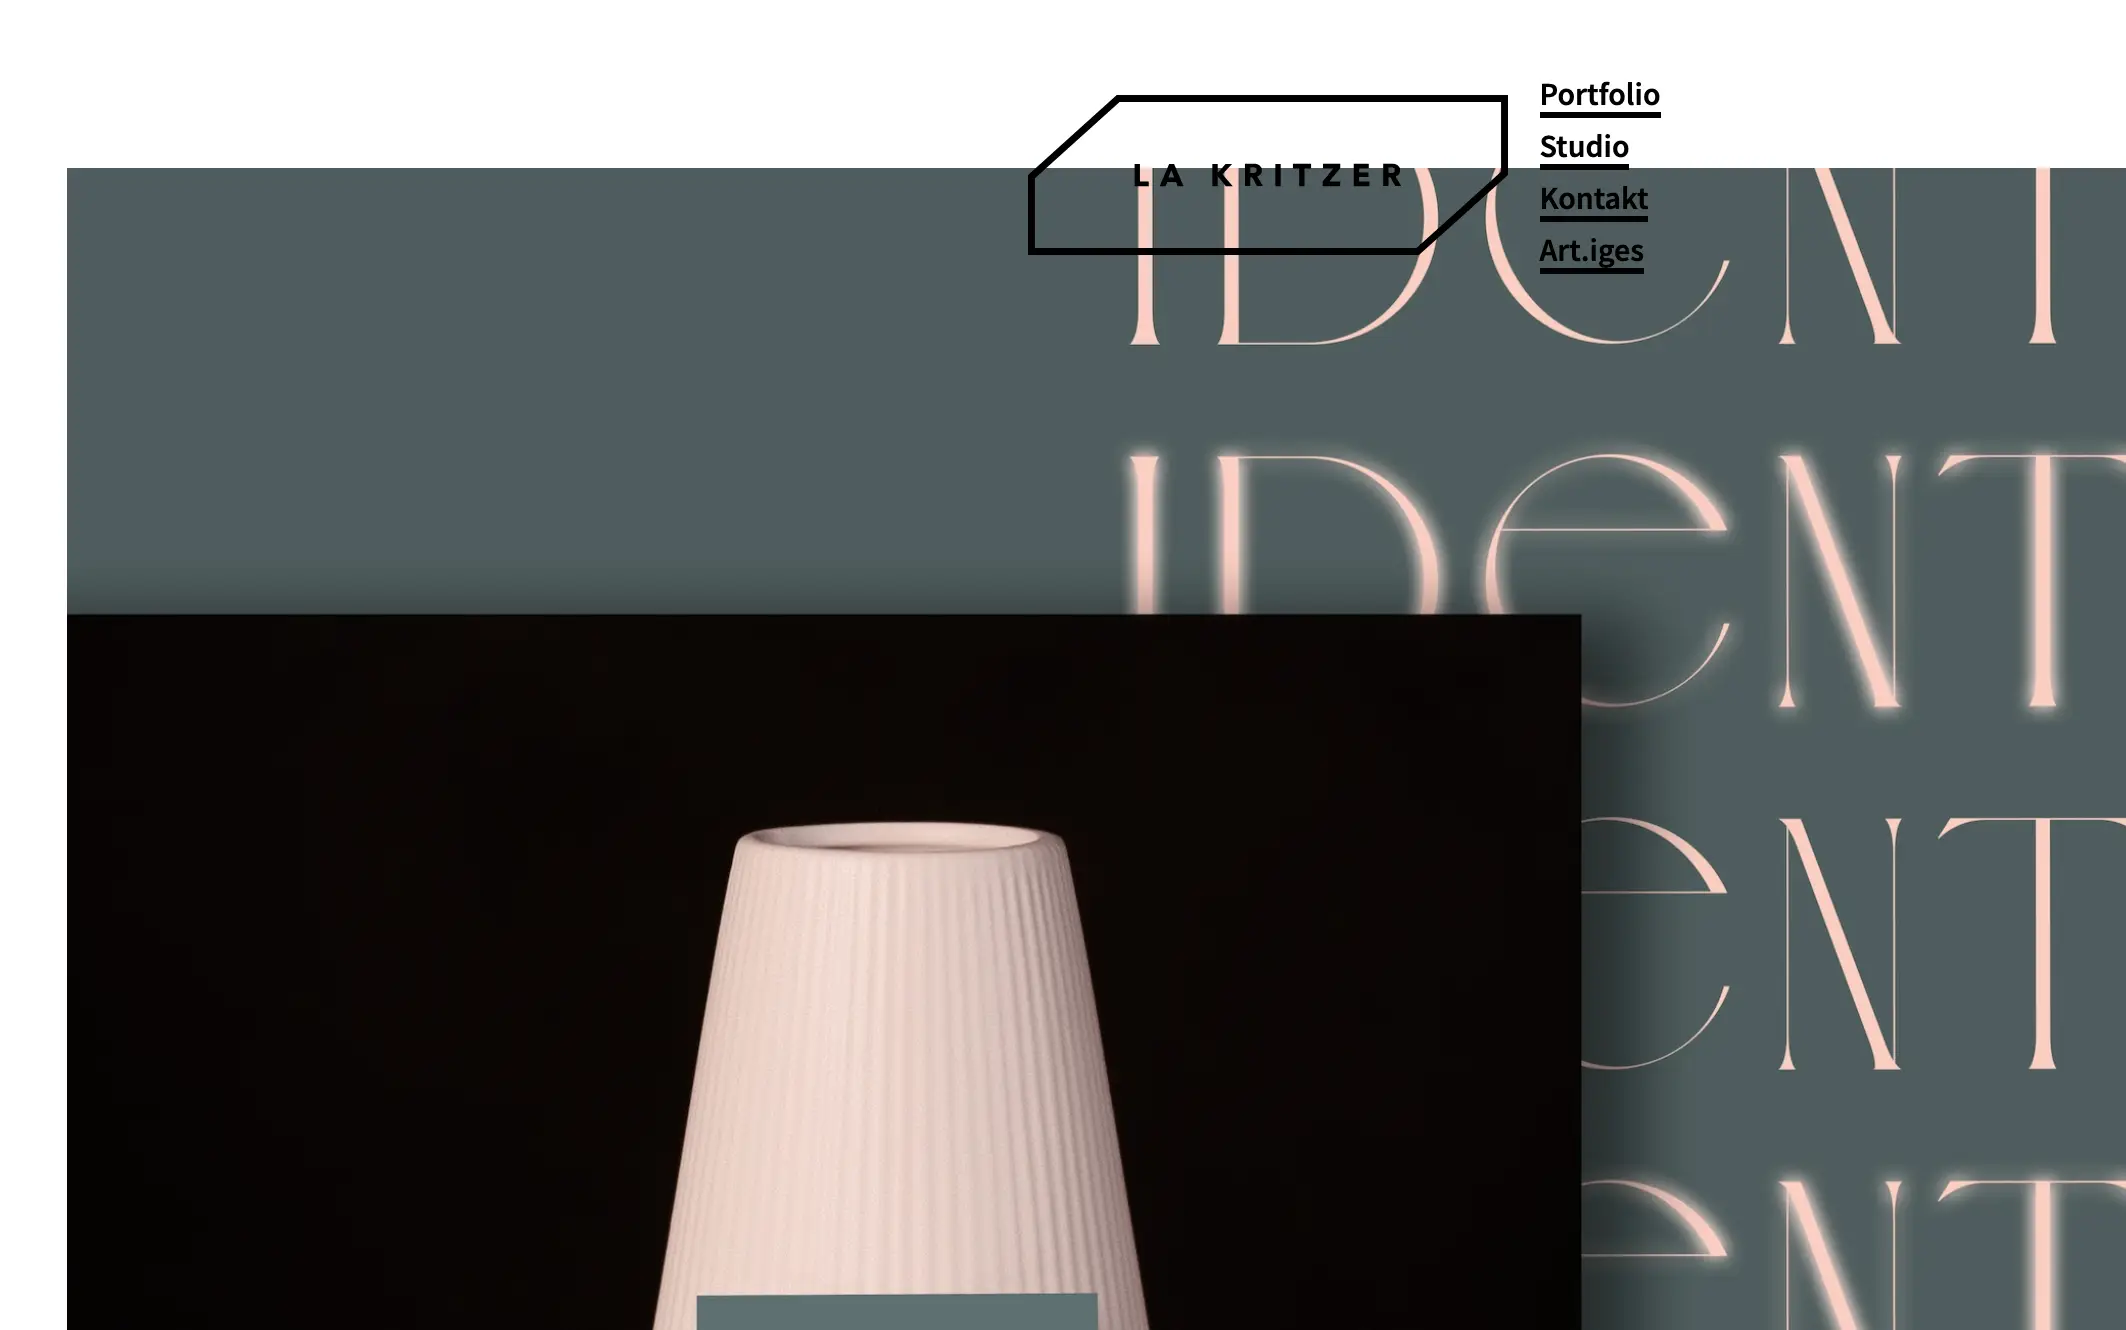 Portfolio
LA KRITZER
Studio
Kontakt
Art.iges
IDENT
IDENT
ENT
ENT